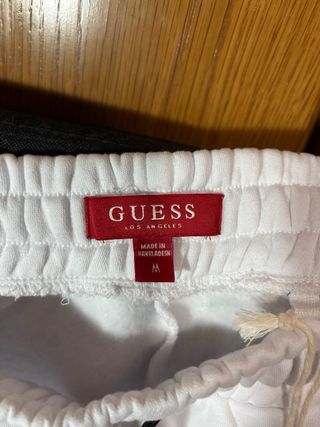 GUESS
LOS ANGELES
MADE IN
BANGLADESH
M